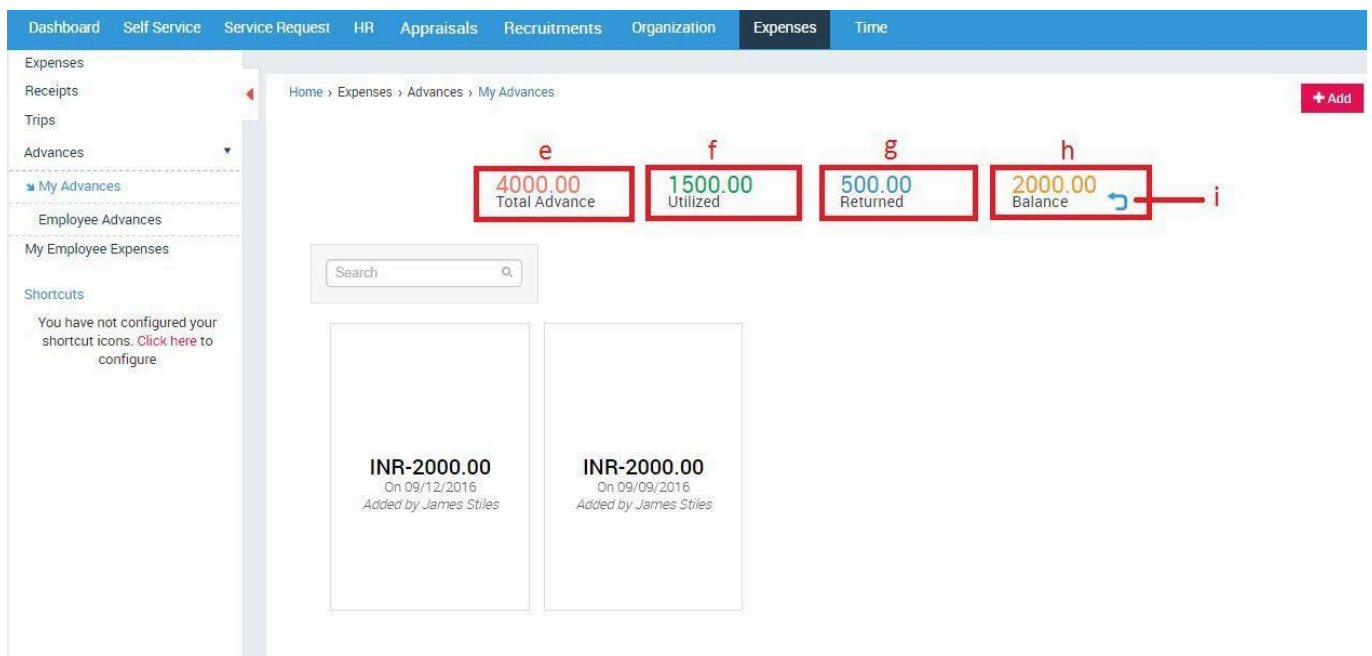 Dashboard Self Service Service Request HR Appraisals Recruitments Organization Expenses Time
Expenses
Receipts
Trips
Advances
My Advances
Employee Advances
My Employee Expenses
Shortcuts
You have not configured your
shortcut icons. Click here to
configure
Home › Expenses › Advances › My Advances
+ Add
e f g h
4000.00 1500.00 500.00 2000.00
Total Advance Utilized Returned Balance
i
Search
INR-2000.00
On 09/12/2016
Added by James Stiles
INR-2000.00
On 09/09/2016
Added by James Stiles